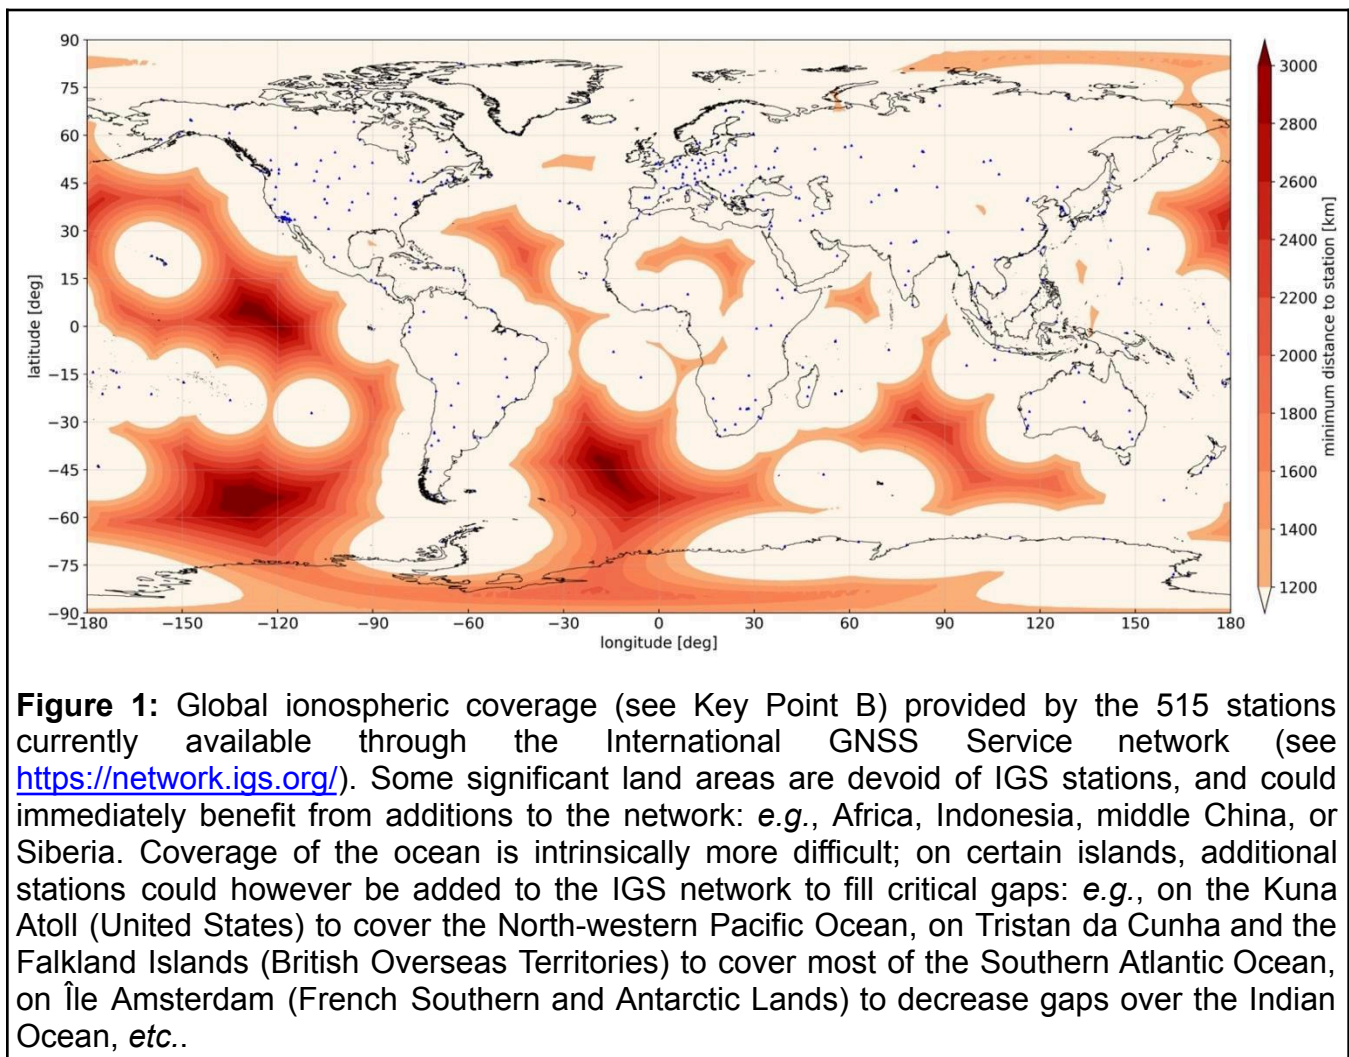 90
75
60
45
30
15
0
−15
−30
−45
−60
−75
−90
latitude [deg]
−180 −150 −120 −90 −60 −30 0 30 60 90 120 150 180
longitude [deg]
3000
2800
2600
2400
2200
2000
1800
1600
1400
1200
minimum distance to station [km]
Figure 1: Global ionospheric coverage (see Key Point B) provided by the 515 stations
currently available through the International GNSS Service network (see
https://network.igs.org/). Some significant land areas are devoid of IGS stations, and could
immediately benefit from additions to the network: e.g., Africa, Indonesia, middle China, or
Siberia. Coverage of the ocean is intrinsically more difficult; on certain islands, additional
stations could however be added to the IGS network to fill critical gaps: e.g., on the Kuna
Atoll (United States) to cover the North-western Pacific Ocean, on Tristan da Cunha and the
Falkland Islands (British Overseas Territories) to cover most of the Southern Atlantic Ocean,
on Île Amsterdam (French Southern and Antarctic Lands) to decrease gaps over the Indian
Ocean, etc..